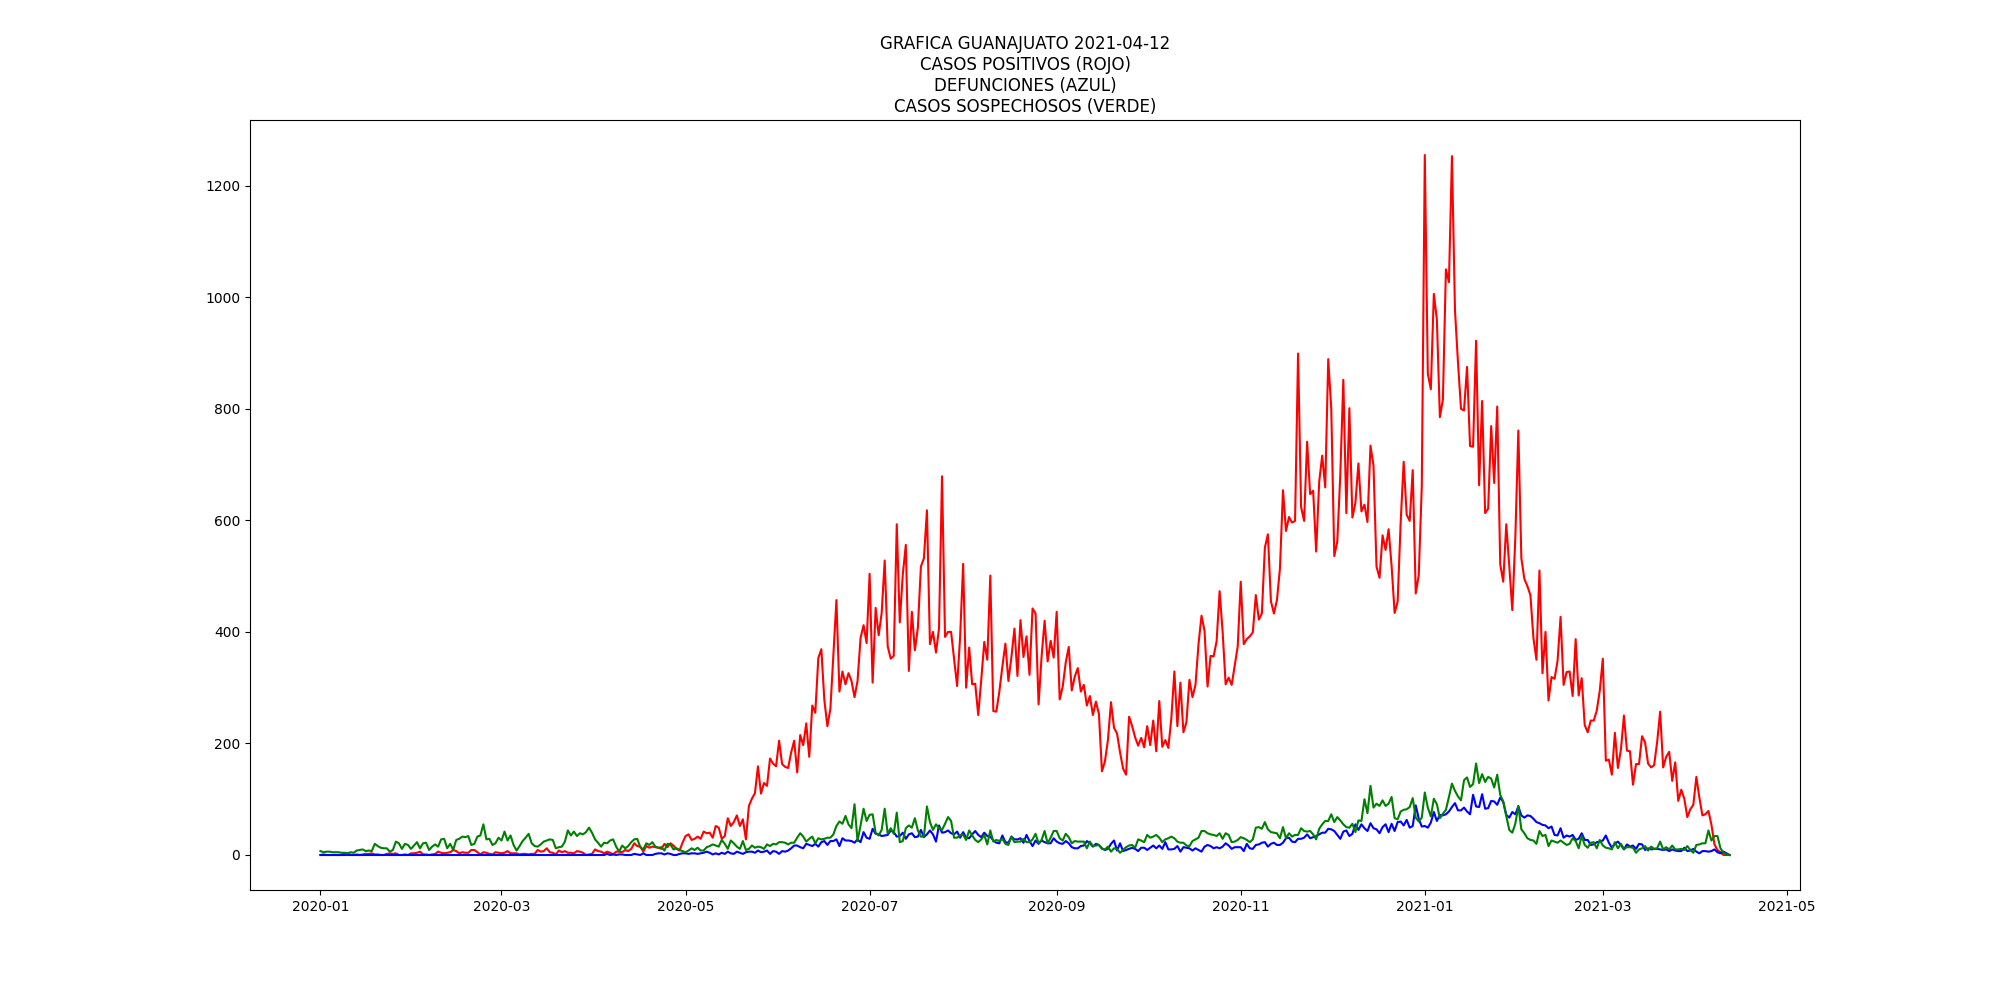 GRAFICA GUANAJUATO 2021-04-12
CASOS POSITIVOS (ROJO)
DEFUNCIONES (AZUL)
CASOS SOSPECHOSOS (VERDE)
1200
1000
800
600
400
200
0
2020-01 2020-03 2020-05 2020-07 2020-09 2020-11 2021-01 2021-03 2021-05